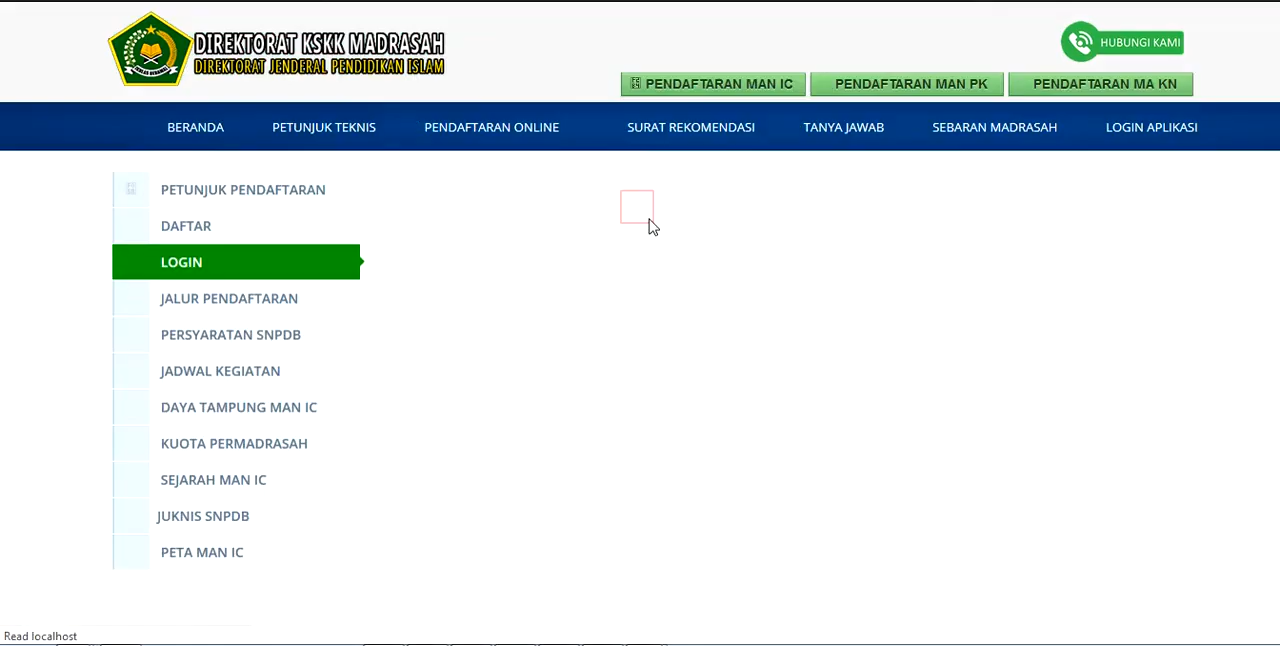 DIREKTORAT KSKK MADRASAH
DIREKTORAT JENDERAL PENDIDIKAN ISLAM
HUBUNGI KAMI
PENDAFTARAN MAN IC
PENDAFTARAN MAN PK
PENDAFTARAN MA KN
BERANDA
PETUNJUK TEKNIS
PENDAFTARAN ONLINE
SURAT REKOMENDASI
TANYA JAWAB
SEBARAN MADRASAH
LOGIN APLIKASI
PETUNJUK PENDAFTARAN
DAFTAR
LOGIN
JALUR PENDAFTARAN
PERSYARATAN SNPDB
JADWAL KEGIATAN
DAYA TAMPUNG MAN IC
KUOTA PERMADRASAH
SEJARAH MAN IC
JUKNIS SNPDB
PETA MAN IC
Read localhost